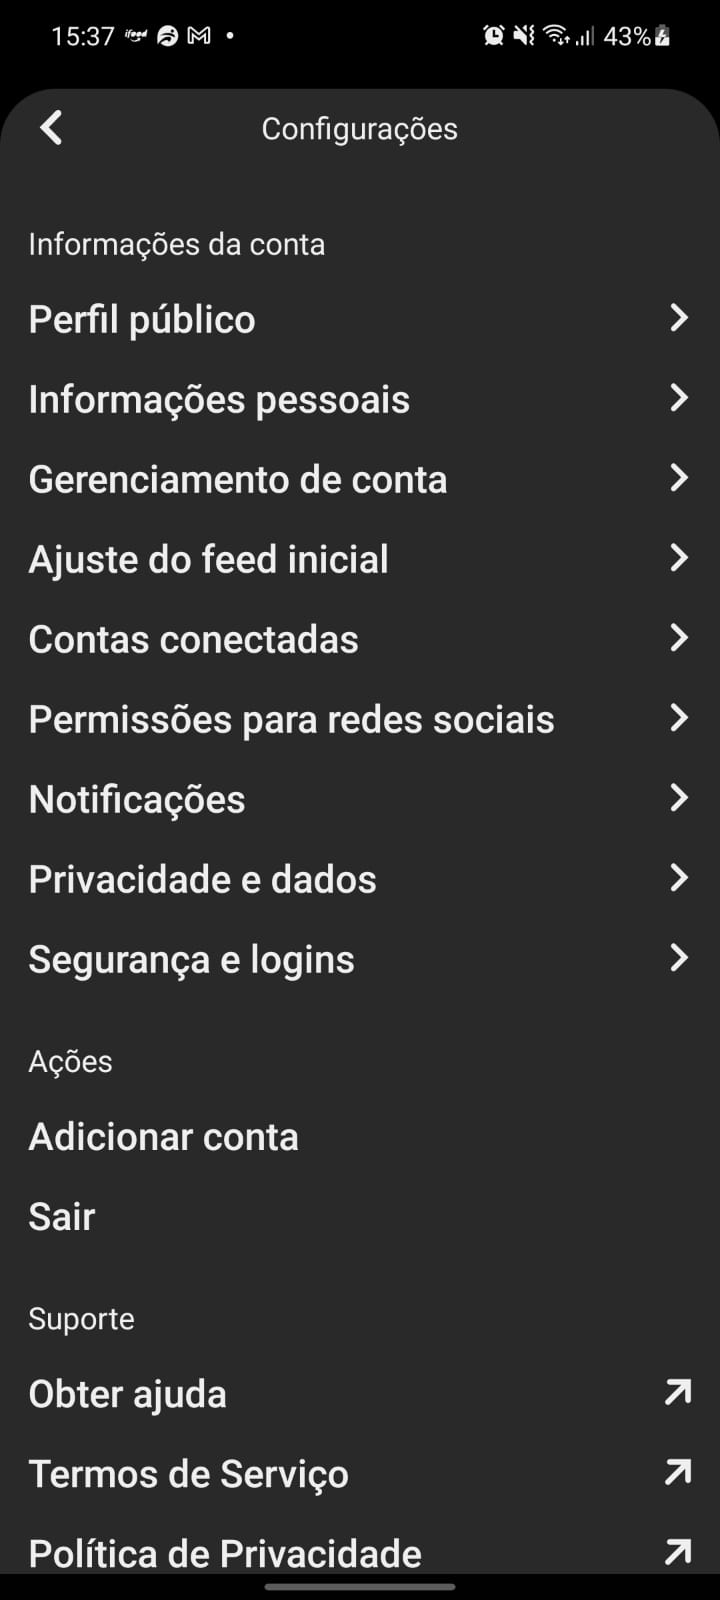 15:37 ifood 43%
Configurações
Informações da conta
Perfil público
Informações pessoais
Gerenciamento de conta
Ajuste do feed inicial
Contas conectadas
Permissões para redes sociais
Notificações
Privacidade e dados
Segurança e logins
Ações
Adicionar conta
Sair
Suporte
Obter ajuda
Termos de Serviço
Política de Privacidade